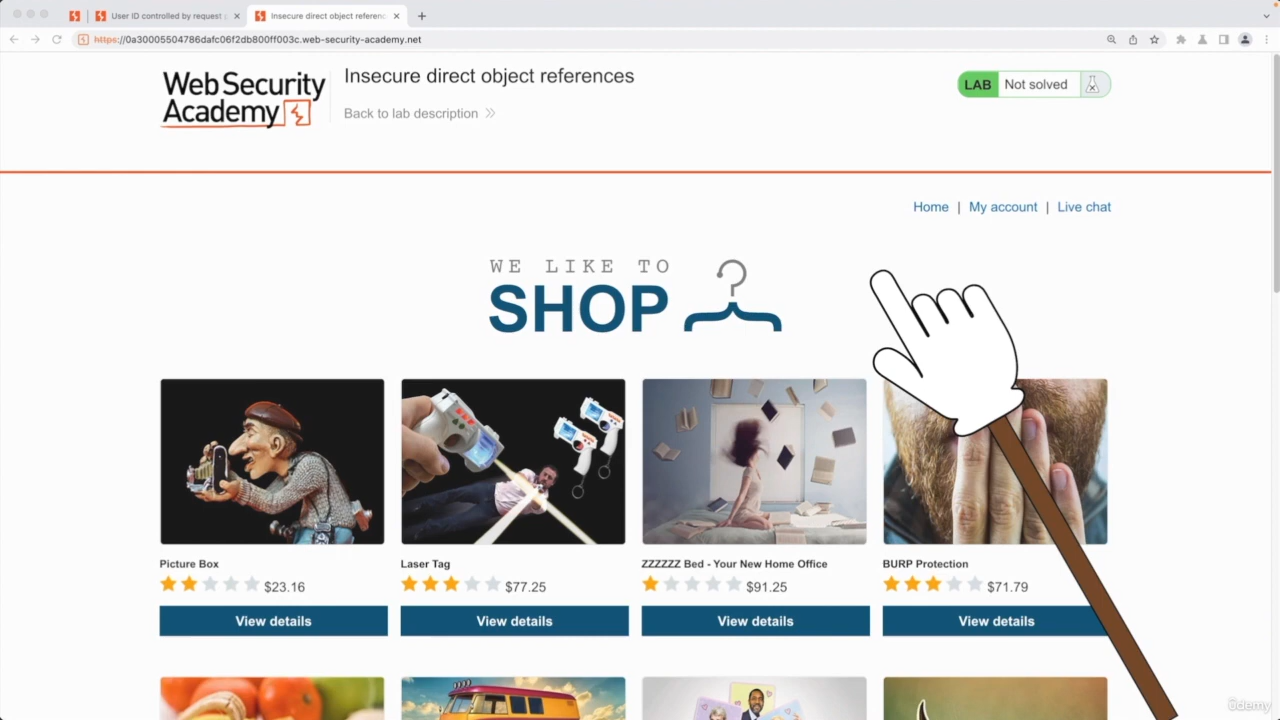 User ID controlled by request p
Insecure direct object referenc
https://0a30005504786dafc06f2db800ff003c.web-security-academy.net
Web Security
Academy
Insecure direct object references
Back to lab description
LAB Not solved
Home | My account | Live chat
WE LIKE TO
SHOP
Picture Box
Laser Tag
ZZZZZZ Bed - Your New Home Office
BURP Protection
$23.16
$77.25
$91.25
$71.79
View details
View details
View details
View details
ûdemy